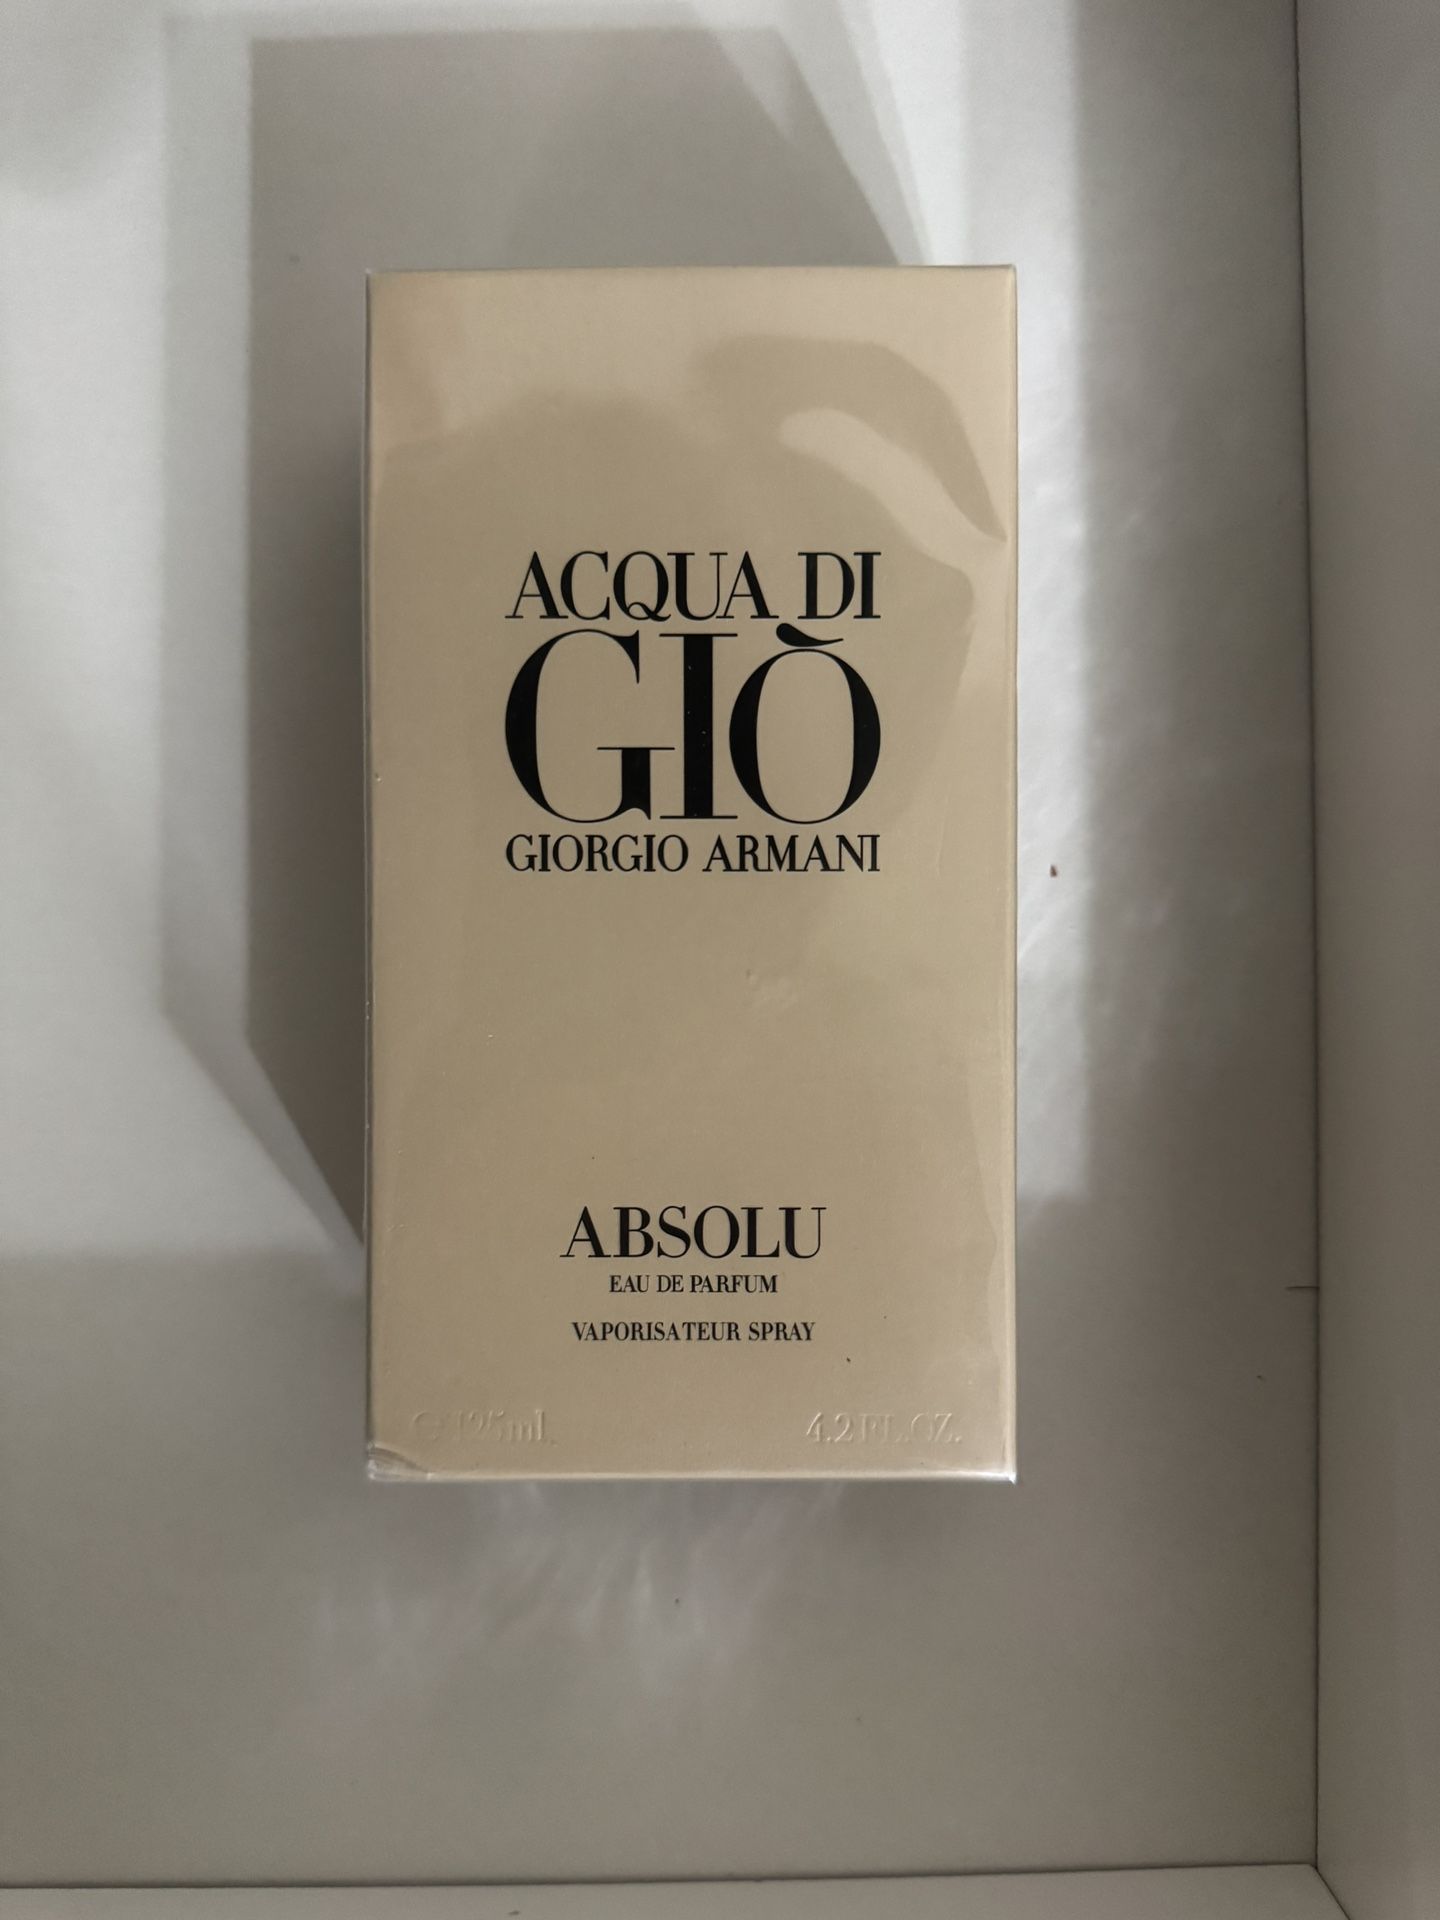 ACQUA DI
GIÒ
GIORGIO ARMANI
ABSOLU
EAU DE PARFUM
VAPORISATEUR SPRAY
℮ 125ml 4.2 FL.OZ.